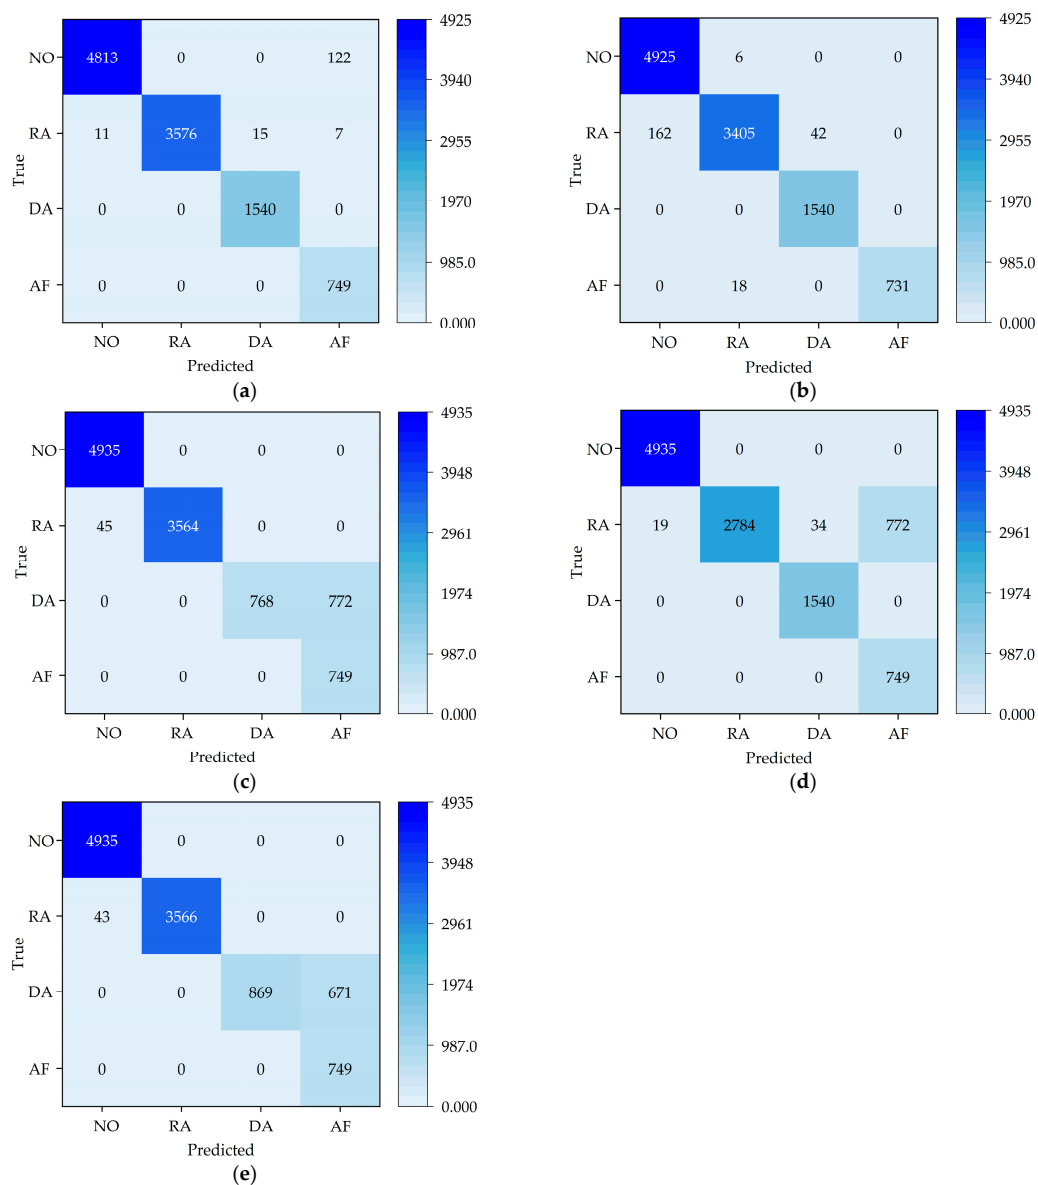 4925
NO 4813 0 0 122
3940
RA 11 3576 15 7
2955
True
DA 0 0 1540 0
1970
985.0
AF 0 0 0 749
0.000
NO RA DA AF
Predicted
(a)
4925
NO 4925 6 0 0
3940
RA 162 3405 42 0
2955
True
DA 0 0 1540 0
1970
985.0
AF 0 18 0 731
0.000
NO RA DA AF
Predicted
(b)
4935
NO 4935 0 0 0
3948
RA 45 3564 0 0
2961
True
DA 0 0 768 772
1974
987.0
AF 0 0 0 749
0.000
NO RA DA AF
Predicted
(c)
4935
NO 4935 0 0 0
3948
RA 19 2784 34 772
2961
True
DA 0 0 1540 0
1974
987.0
AF 0 0 0 749
0.000
NO RA DA AF
Predicted
(d)
4935
NO 4935 0 0 0
3948
RA 43 3566 0 0
2961
True
DA 0 0 869 671
1974
987.0
AF 0 0 0 749
0.000
NO RA DA AF
Predicted
(e)